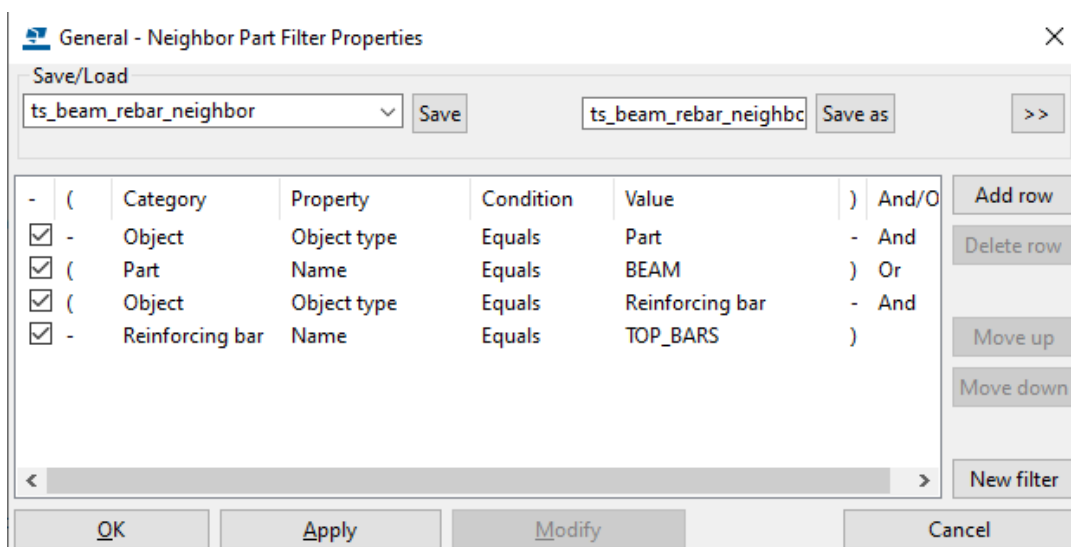 General - Neighbor Part Filter Properties
Save/Load
ts_beam_rebar_neighbor Save ts_beam_rebar_neighbc Save as >>
- ( Category Property Condition Value ) And/O Add row
- Object Object type Equals Part - And Delete row
( Part Name Equals BEAM ) Or
( Object Object type Equals Reinforcing bar - And
- Reinforcing bar Name Equals TOP_BARS ) Move up
Move down
< > New filter
OK Apply Modify Cancel